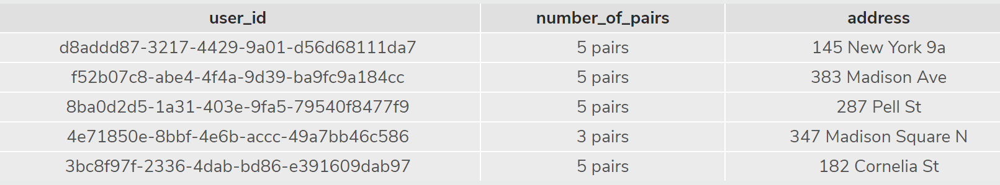 user_id number_of_pairs address
d8addd87-3217-4429-9a01-d56d68111da7 5 pairs 145 New York 9a
f52b07c8-abe4-4f4a-9d39-ba9fc9a184cc 5 pairs 383 Madison Ave
8ba0d2d5-1a31-403e-9fa5-79540f8477f9 5 pairs 287 Pell St
4e71850e-8bbf-4e6b-accc-49a7bb46c586 3 pairs 347 Madison Square N
3bc8f97f-2336-4dab-bd86-e391609dab97 5 pairs 182 Cornelia St